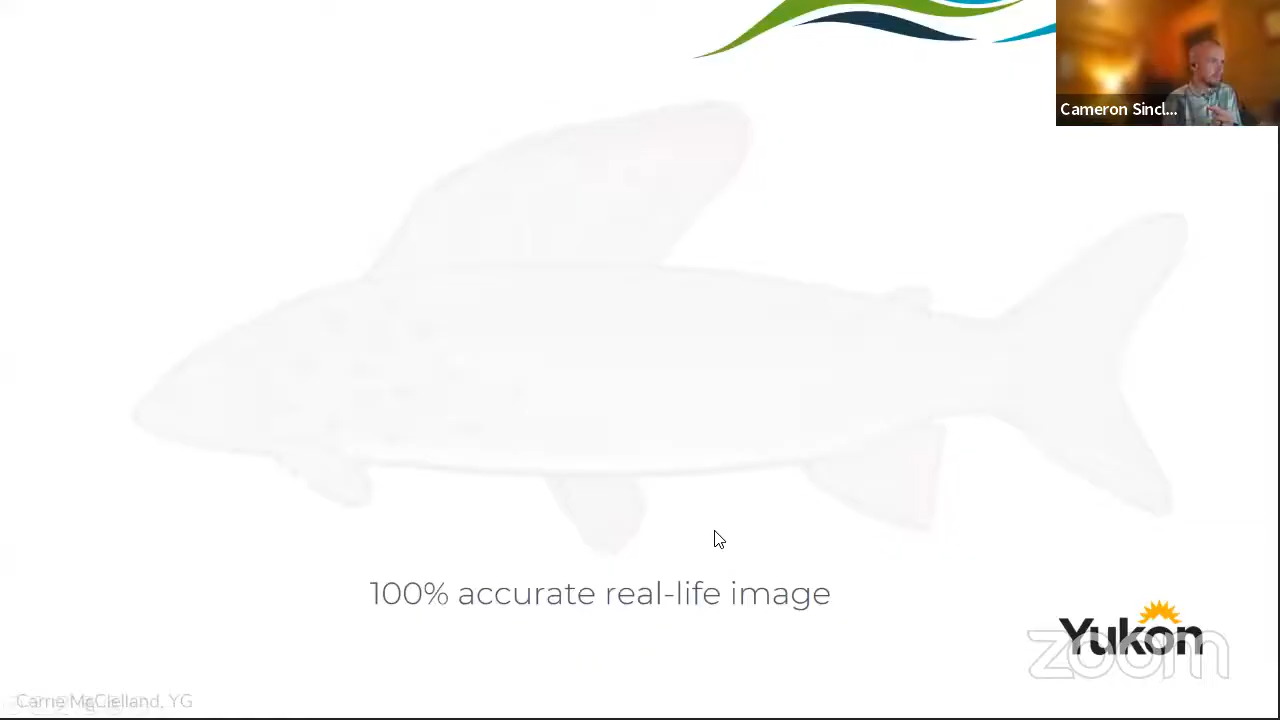 Cameron Sincl...
100% accurate real-life image
Yukon
zoom
Carrie McClelland, YG